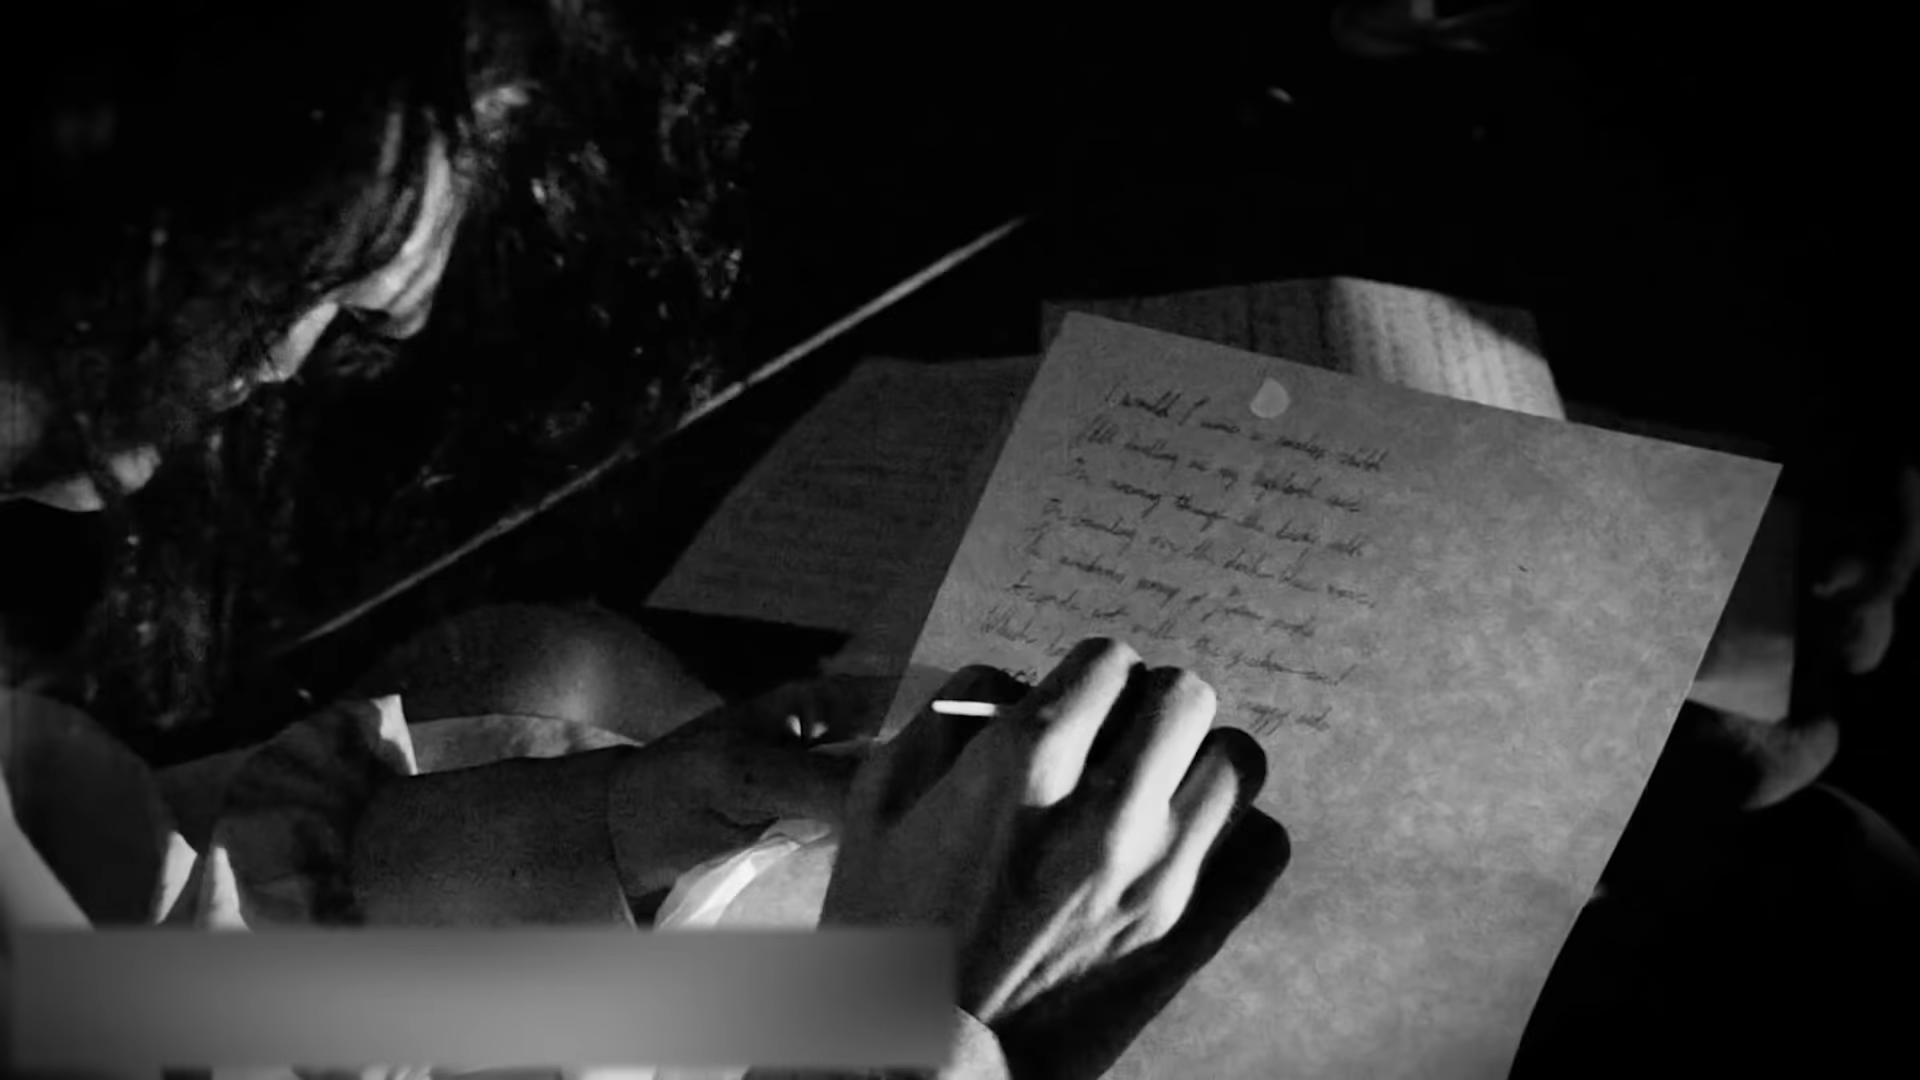 I would I were a careless child
Still dwelling in my highland cave
Or roaming through the dusky wild
Or bounding o'er the dark blue wave
The cumbrous pomp of Saxon pride
Accords not with the freeborn soul
Which
craggy side